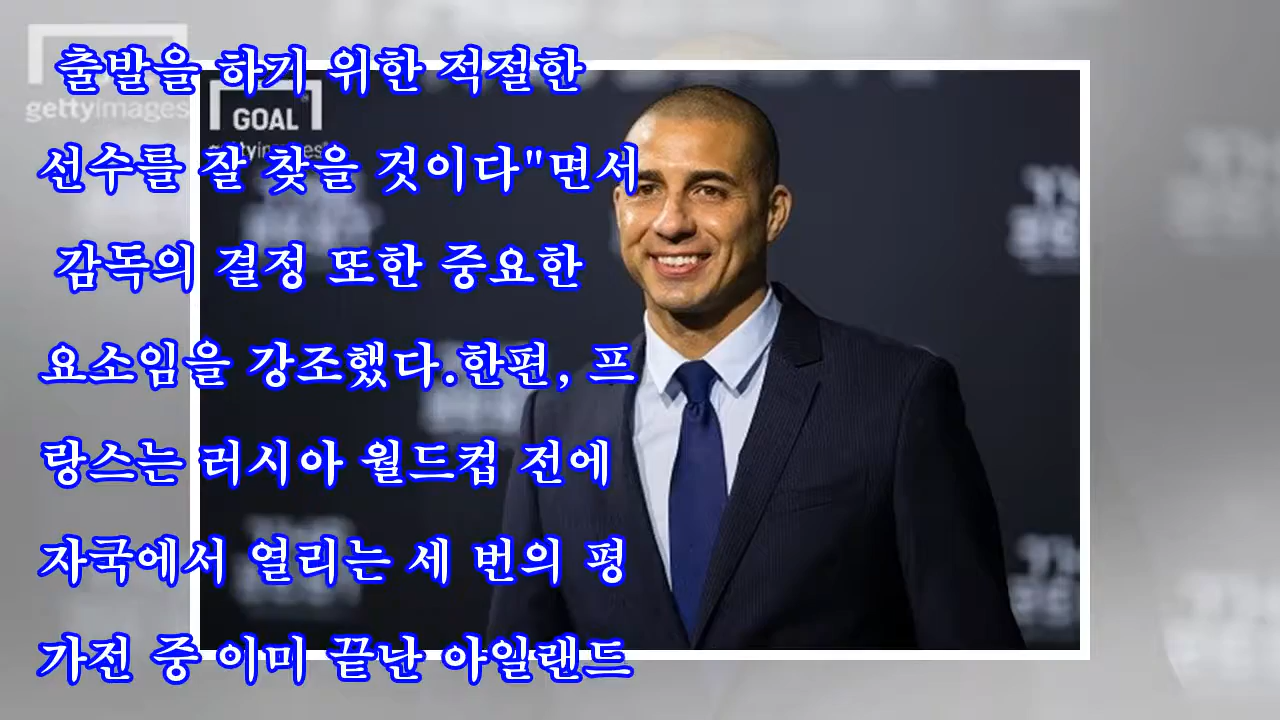 출발을 하기 위한 적절한
선수를 잘 찾을 것이다"면서
감독의 결정 또한 중요한
요소임을 강조했다.한편, 프
랑스는 러시아 월드컵 전에
자국에서 열리는 세 번의 평
가전 중 이미 끝난 아일랜드
gettyimages
GOAL
gettyimages